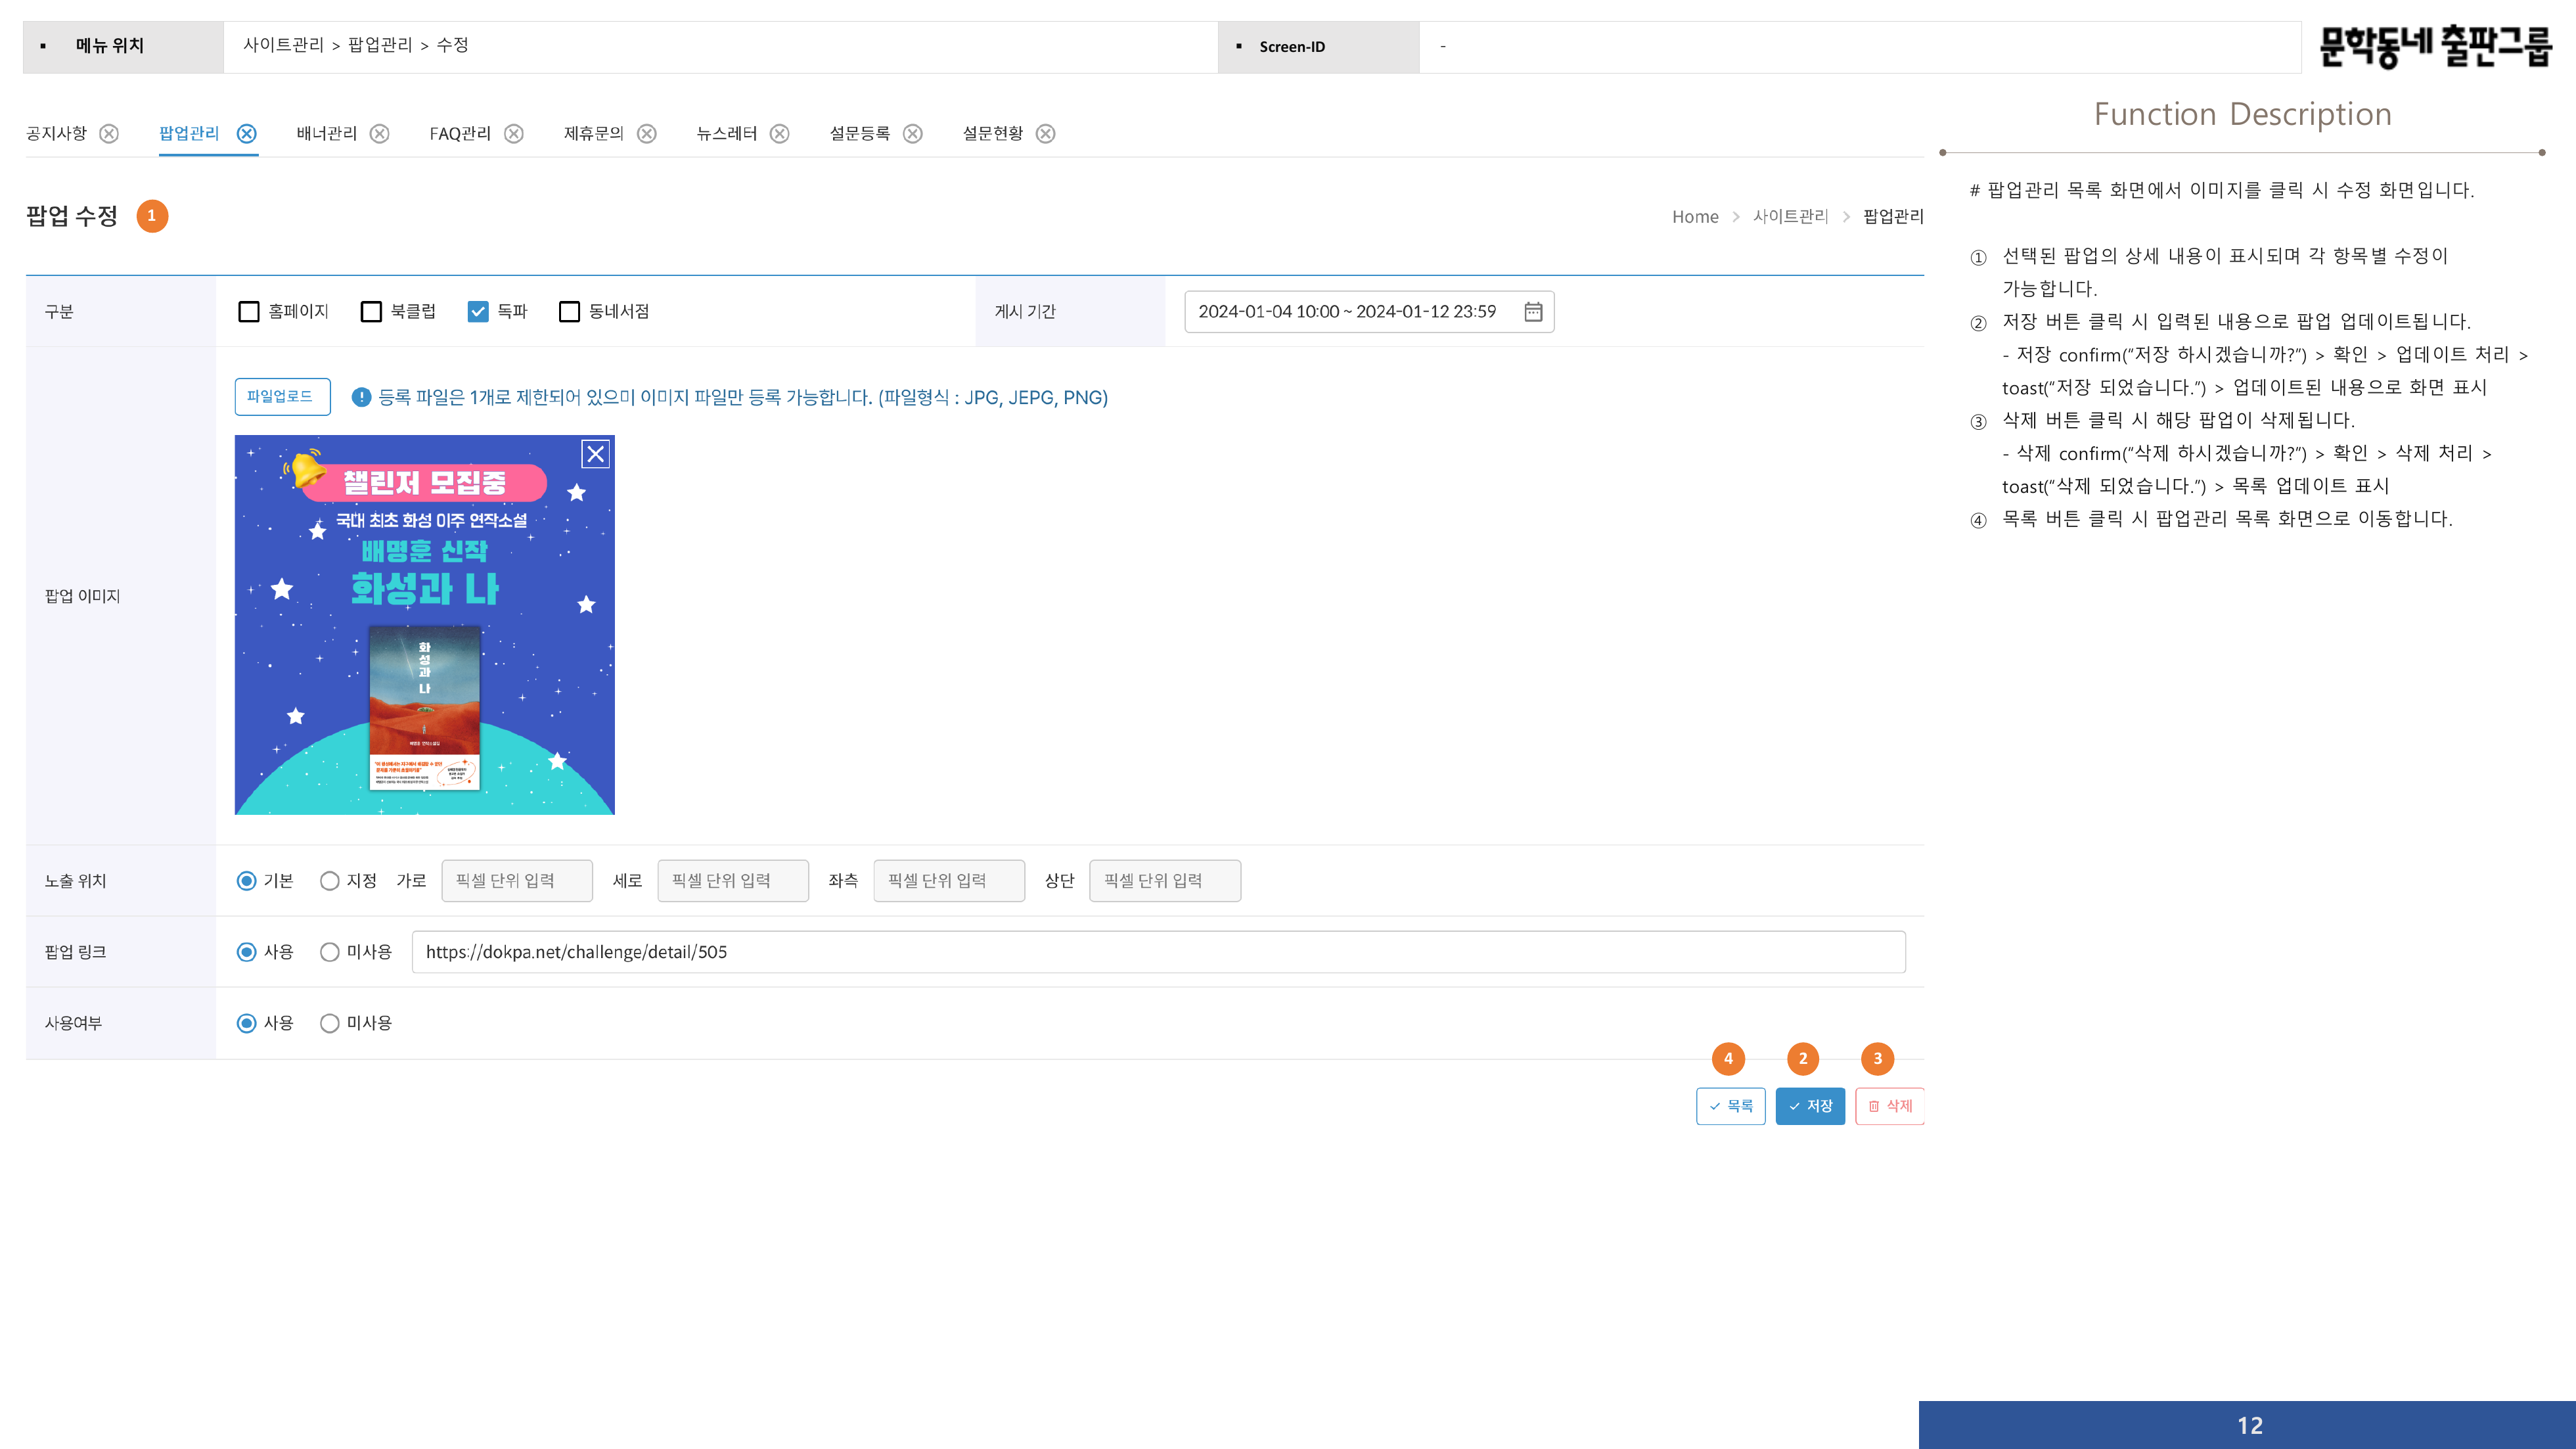 ▪ 메뉴 위치
사이트관리 > 팝업관리 > 수정
▪ Screen-ID
-
문학동네 출판그룹
공지사항 팝업관리 배너관리 FAQ관리 제휴문의 뉴스레터 설문등록 설문현황
팝업 수정 1
Home > 사이트관리 > 팝업관리
구분 홈페이지 북클럽 독파 동네서점 게시 기간 2024-01-04 10:00 ~ 2024-01-12 23:59
팝업 이미지
파일업로드 등록 파일은 1개로 제한되어 있으미 이미지 파일만 등록 가능합니다. (파일형식 : JPG, JEPG, PNG)
챌린저 모집중
국대 최초 화성 이주 연작소설
배명훈 신작
화성과 나
화성과 나
배명훈 연작소설집
노출 위치 기본 지정 가로 픽셀 단위 입력 세로 픽셀 단위 입력 좌측 픽셀 단위 입력 상단 픽셀 단위 입력
팝업 링크 사용 미사용 https://dokpa.net/challenge/detail/505
사용여부 사용 미사용
4 2 3
목록 저장 삭제
Function Description
# 팝업관리 목록 화면에서 이미지를 클릭 시 수정 화면입니다.
① 선택된 팝업의 상세 내용이 표시되며 각 항목별 수정이
가능합니다.
② 저장 버튼 클릭 시 입력된 내용으로 팝업 업데이트됩니다.
- 저장 confirm(“저장 하시겠습니까?”) > 확인 > 업데이트 처리 >
toast(“저장 되었습니다.”) > 업데이트된 내용으로 화면 표시
③ 삭제 버튼 클릭 시 해당 팝업이 삭제됩니다.
- 삭제 confirm(“삭제 하시겠습니까?”) > 확인 > 삭제 처리 >
toast(“삭제 되었습니다.”) > 목록 업데이트 표시
④ 목록 버튼 클릭 시 팝업관리 목록 화면으로 이동합니다.
12